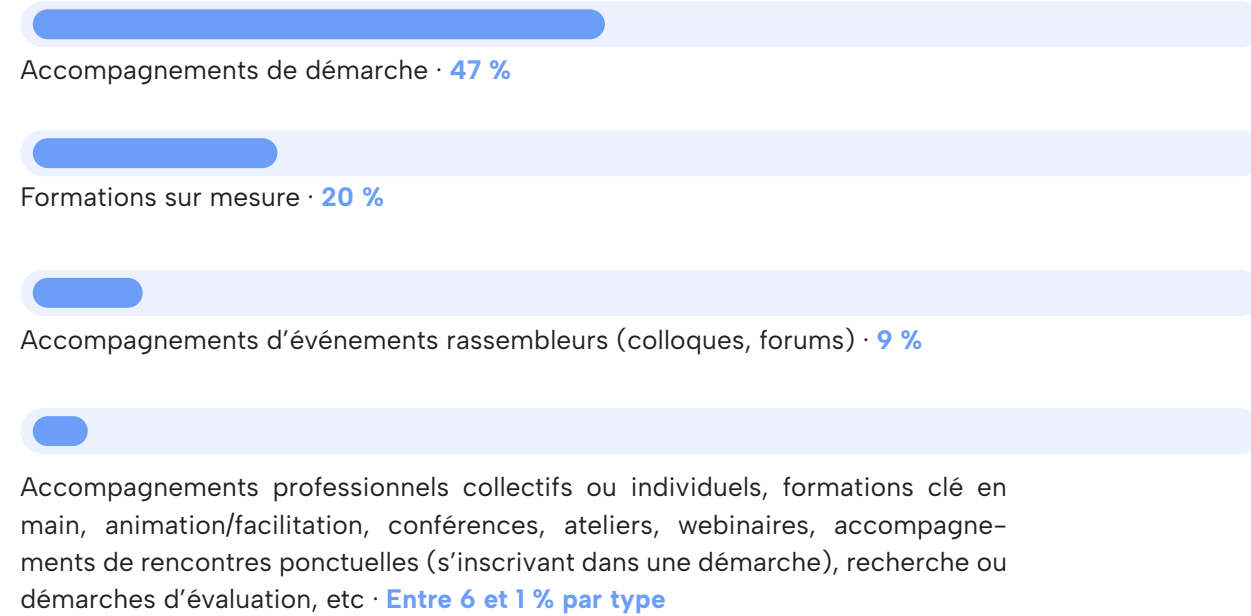 Accompagnements de démarche · 47 %
Formations sur mesure · 20 %
Accompagnements d’événements rassembleurs (colloques, forums) · 9 %
Accompagnements professionnels collectifs ou individuels, formations clé en
main, animation/facilitation, conférences, ateliers, webinaires, accompagne-
ments de rencontres ponctuelles (s’inscrivant dans une démarche), recherche ou
démarches d’évaluation, etc · Entre 6 et 1 % par type